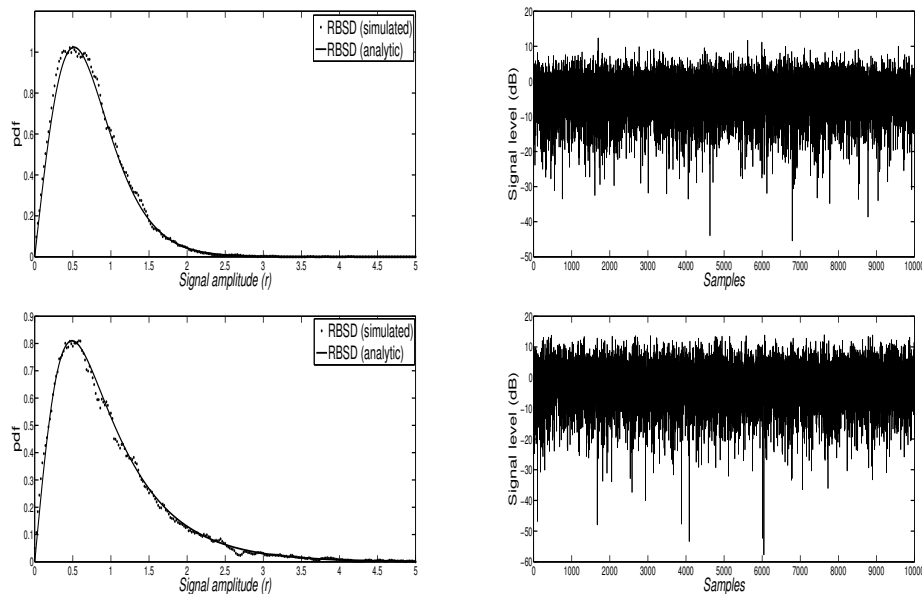 RBSD (simulated)
RBSD (analytic)
pdf
1
0.8
0.6
0.4
0.2
0
0 0.5 1 1.5 2 2.5 3 3.5 4 4.5 5
Signal amplitude (r)
Signal level (dB)
20
10
0
-10
-20
-30
-40
-50
0 1000 2000 3000 4000 5000 6000 7000 8000 9000 10000
Samples
RBSD (simulated)
RBSD (analytic)
pdf
0.9
0.8
0.7
0.6
0.5
0.4
0.3
0.2
0.1
0
0 0.5 1 1.5 2 2.5 3 3.5 4 4.5 5
Signal amplitude (r)
Signal level (dB)
20
10
0
-10
-20
-30
-40
-50
-60
0 1000 2000 3000 4000 5000 6000 7000 8000 9000 10000
Samples